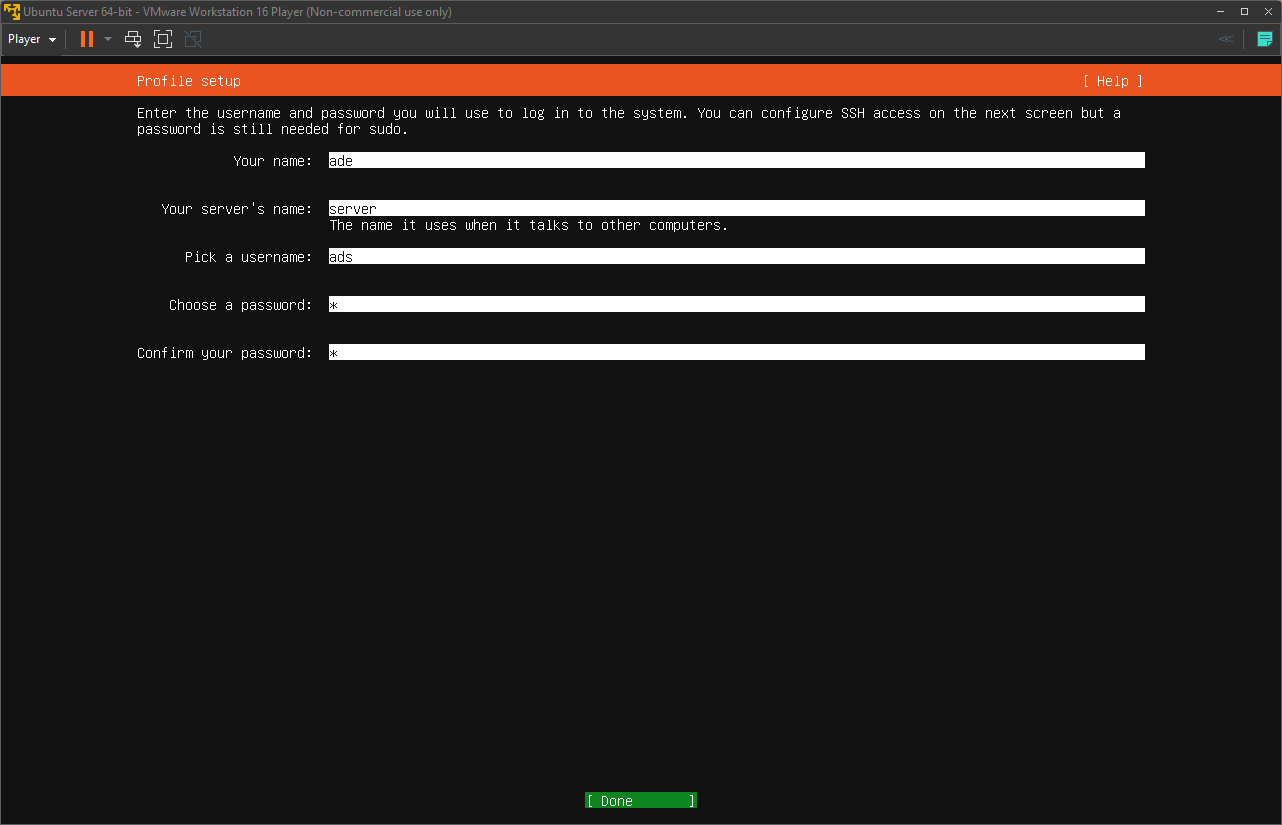 Ubuntu Server 64-bit - VMware Workstation 16 Player (Non-commercial use only)
Player
Profile setup [ Help ]
Enter the username and password you will use to log in to the system. You can configure SSH access on the next screen but a
password is still needed for sudo.
Your name: ade
Your server's name: server
The name it uses when it talks to other computers.
Pick a username: ads
Choose a password: *
Confirm your password: *
[ Done ]